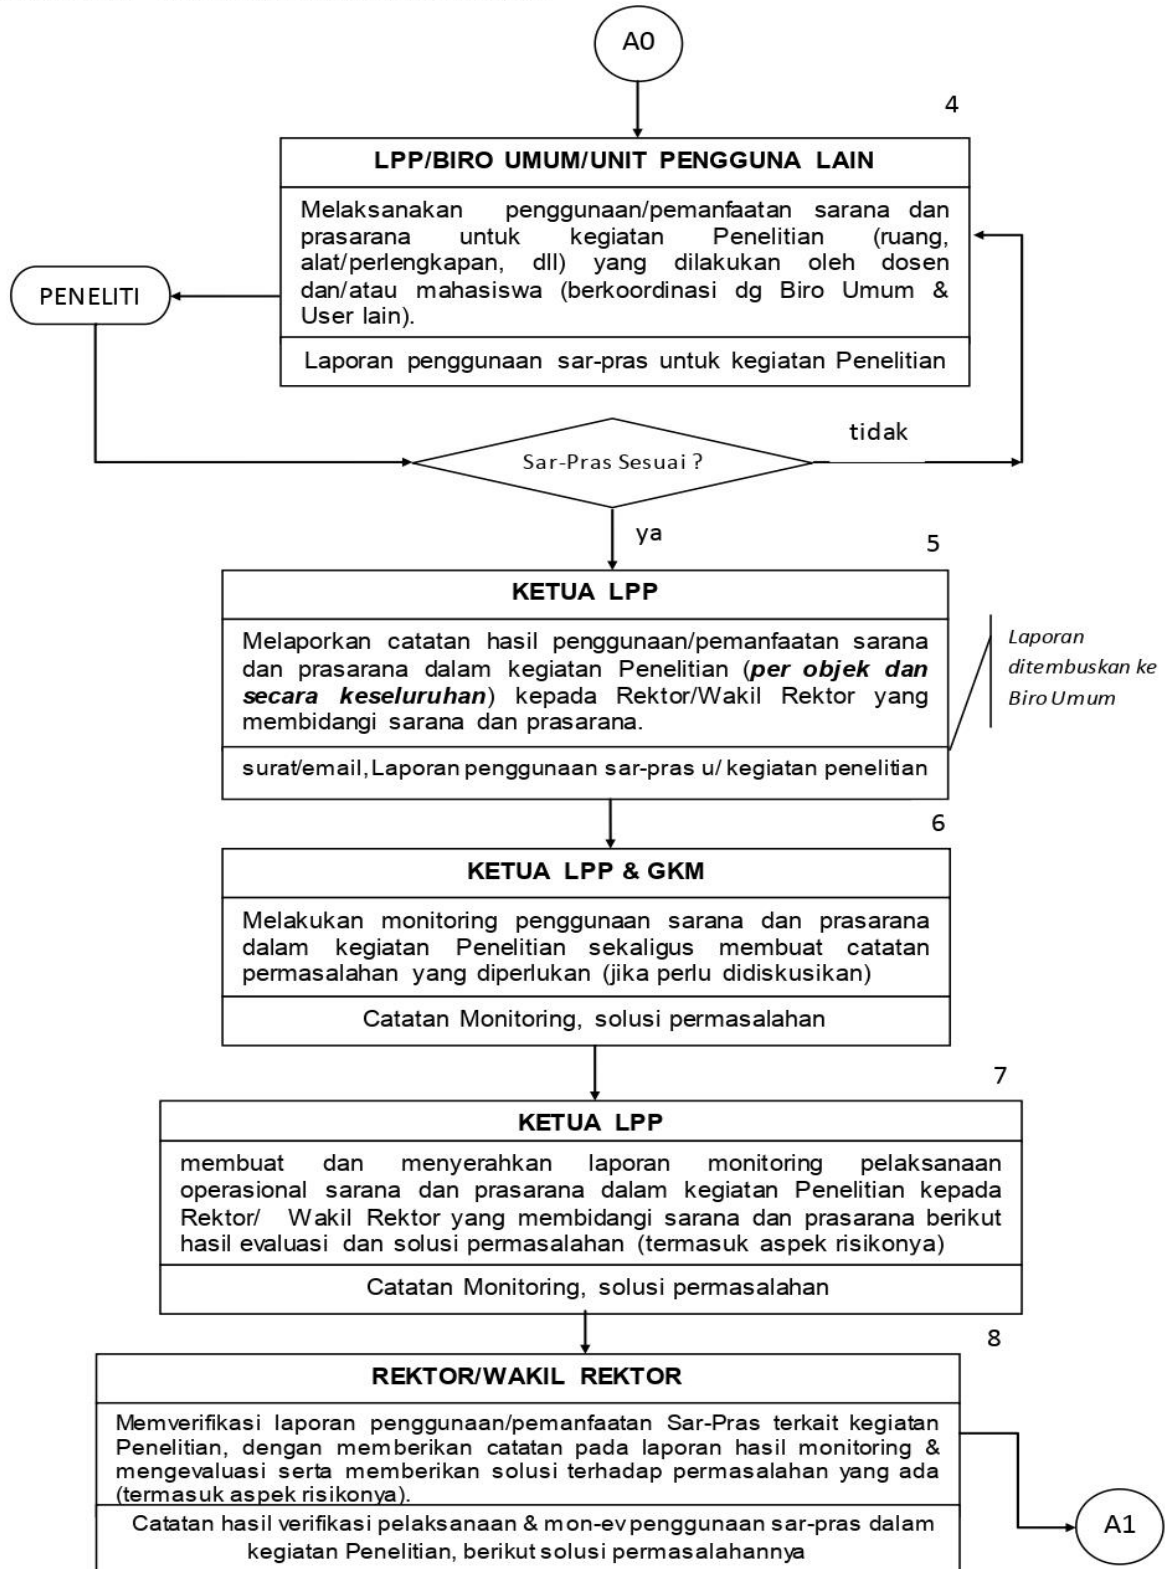 A0
4
LPP/BIRO UMUM/UNIT PENGGUNA LAIN
Melaksanakan penggunaan/pemanfaatan sarana dan
prasarana untuk kegiatan Penelitian (ruang,
alat/perlengkapan, dll) yang dilakukan oleh dosen
dan/atau mahasiswa (berkoordinasi dg Biro Umum &
User lain).
Laporan penggunaan sar-pras untuk kegiatan Penelitian
PENELITI
Sar-Pras Sesuai ?
tidak
ya
5
KETUA LPP
Melaporkan catatan hasil penggunaan/pemanfaatan sarana
dan prasarana dalam kegiatan Penelitian (per objek dan
secara keseluruhan) kepada Rektor/Wakil Rektor yang
membidangi sarana dan prasarana.
surat/email, Laporan penggunaan sar-pras u/ kegiatan penelitian
Laporan
ditembuskan ke
Biro Umum
6
KETUA LPP & GKM
Melakukan monitoring penggunaan sarana dan prasarana
dalam kegiatan Penelitian sekaligus membuat catatan
permasalahan yang diperlukan (jika perlu didiskusikan)
Catatan Monitoring, solusi permasalahan
7
KETUA LPP
membuat dan menyerahkan laporan monitoring pelaksanaan
operasional sarana dan prasarana dalam kegiatan Penelitian kepada
Rektor/ Wakil Rektor yang membidangi sarana dan prasarana berikut
hasil evaluasi dan solusi permasalahan (termasuk aspek risikonya)
Catatan Monitoring, solusi permasalahan
8
REKTOR/WAKIL REKTOR
Memverifikasi laporan penggunaan/pemanfaatan Sar-Pras terkait kegiatan
Penelitian, dengan memberikan catatan pada laporan hasil monitoring &
mengevaluasi serta memberikan solusi terhadap permasalahan yang ada
(termasuk aspek risikonya).
Catatan hasil verifikasi pelaksanaan & mon-ev penggunaan sar-pras dalam
kegiatan Penelitian, berikut solusi permasalahannya
A1